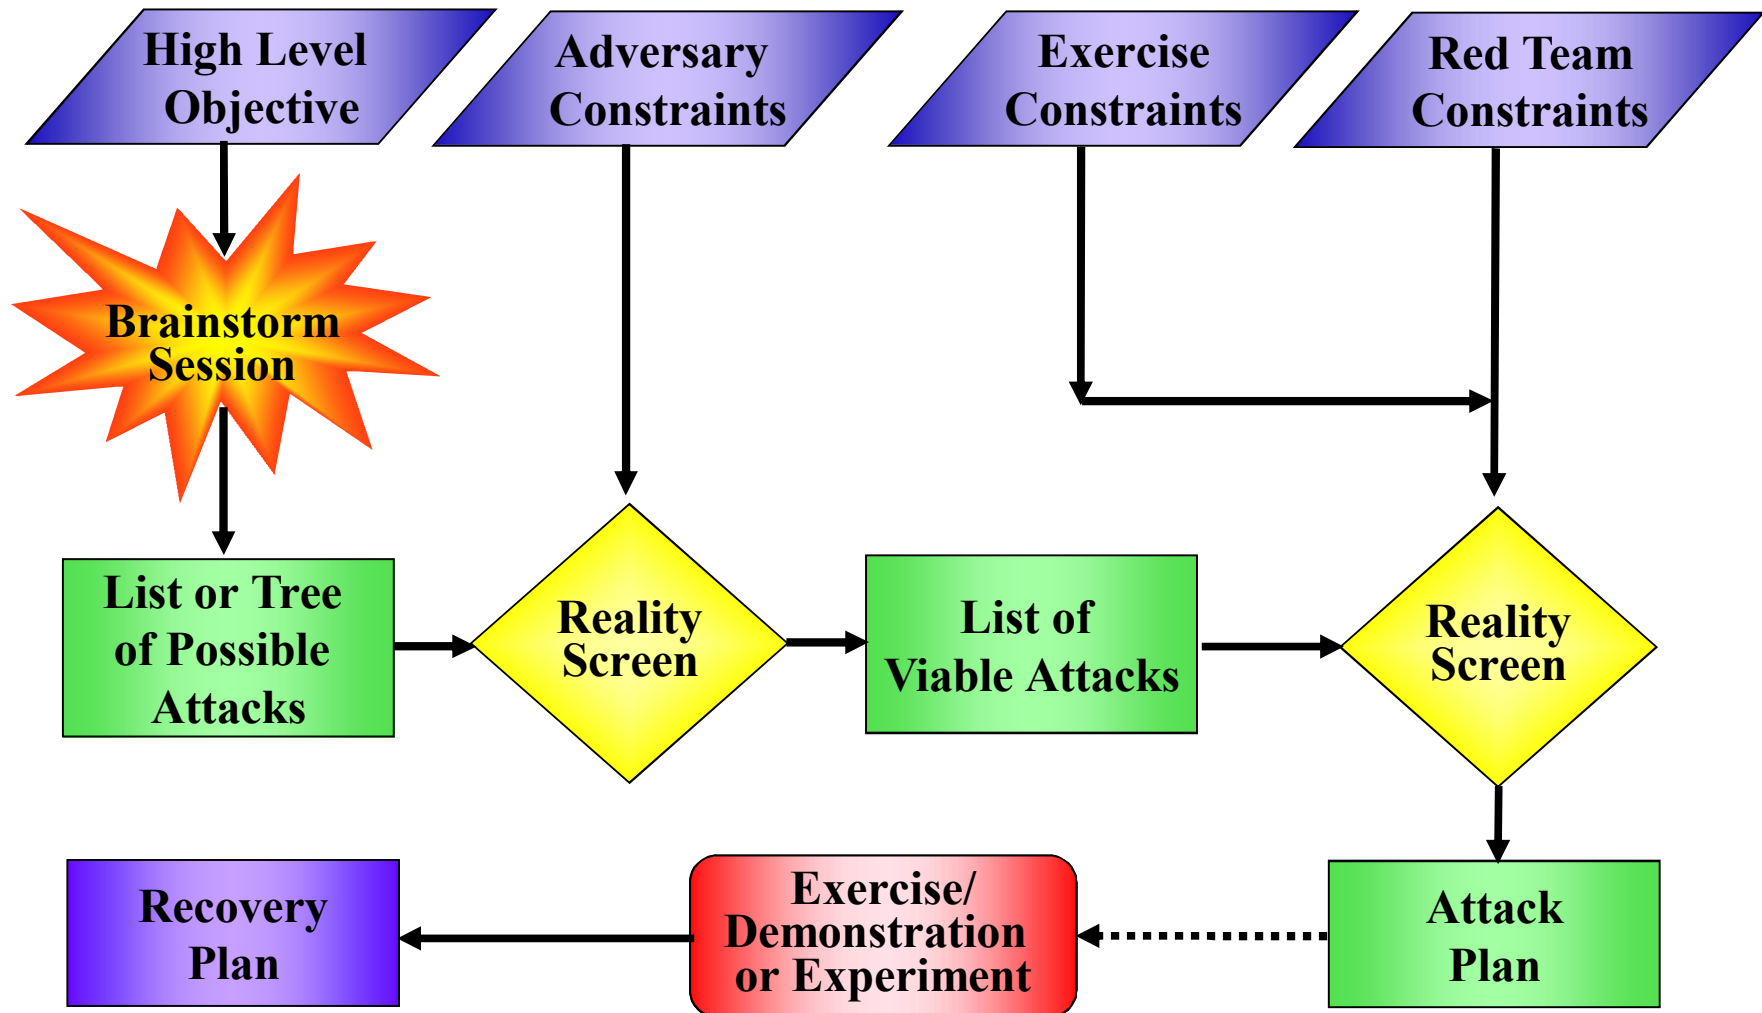 High Level
Objective
Adversary
Constraints
Exercise
Constraints
Red Team
Constraints
Brainstorm
Session
List or Tree
of Possible
Attacks
Reality
Screen
List of
Viable Attacks
Reality
Screen
Recovery
Plan
Exercise/
Demonstration
or Experiment
Attack
Plan